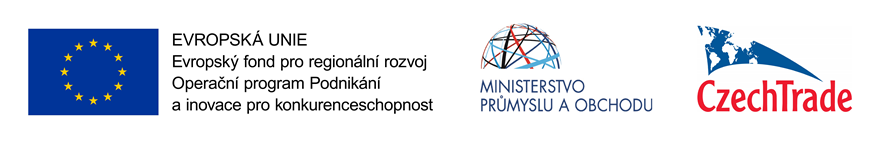 EVROPSKÁ UNIE
Evropský fond pro regionální rozvoj
Operační program Podnikání
a inovace pro konkurenceschopnost
MINISTERSTVO
PRŮMYSLU A OBCHODU
CzechTrade